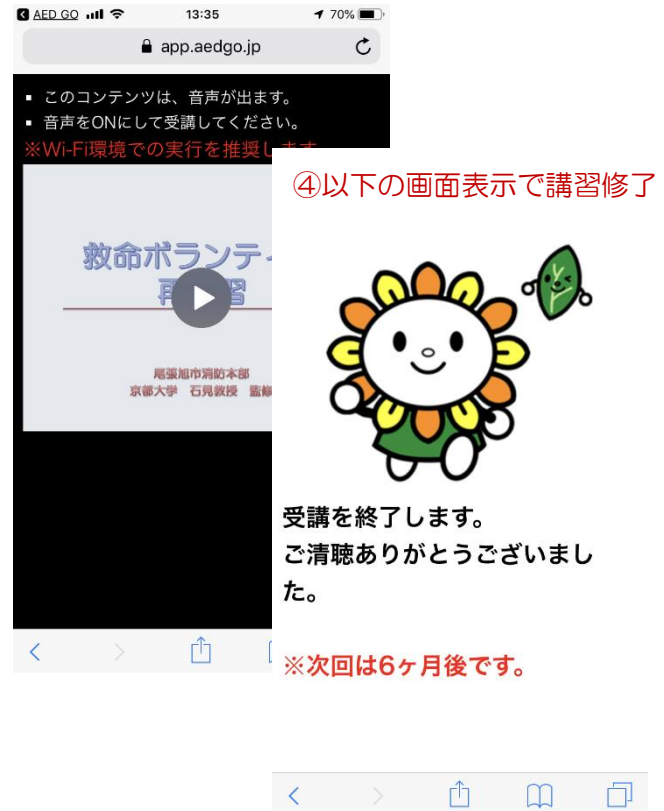 AED GO
13:35
70%
app.aedgo.jp
▪ このコンテンツは、音声が出ます。
▪ 音声をONにして受講してください。
※Wi-Fi環境での実行を推奨し
救命ボランテ
尾張旭市消防本部
京都大学 石見教授 監修
④以下の画面表示で講習修了
受講を終了します。
ご清聴ありがとうございまし
た。
※次回は6ヶ月後です。